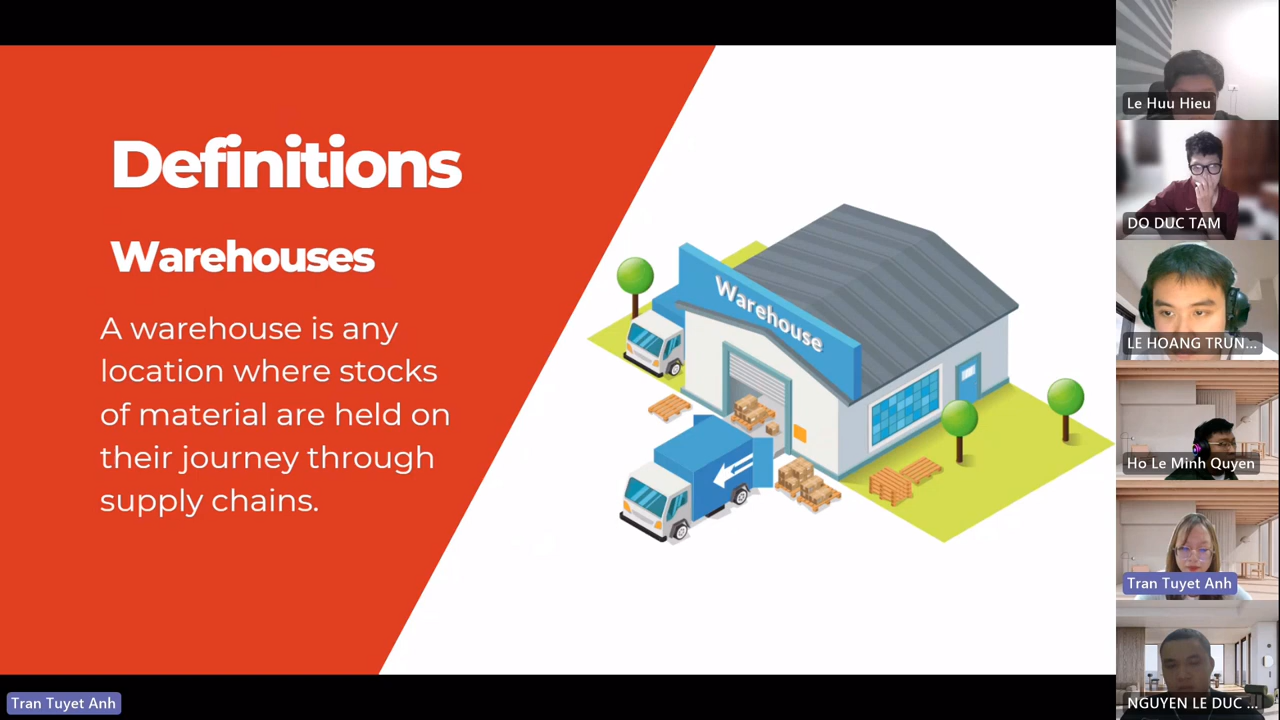 Definitions
Warehouses
A warehouse is any
location where stocks
of material are held on
their journey through
supply chains.
Warehouse
Le Huu Hieu
DO DUC TAM
LE HOANG TRUN...
Ho Le Minh Quyen
Tran Tuyet Anh
NGUYEN LE DUC ...
Tran Tuyet Anh